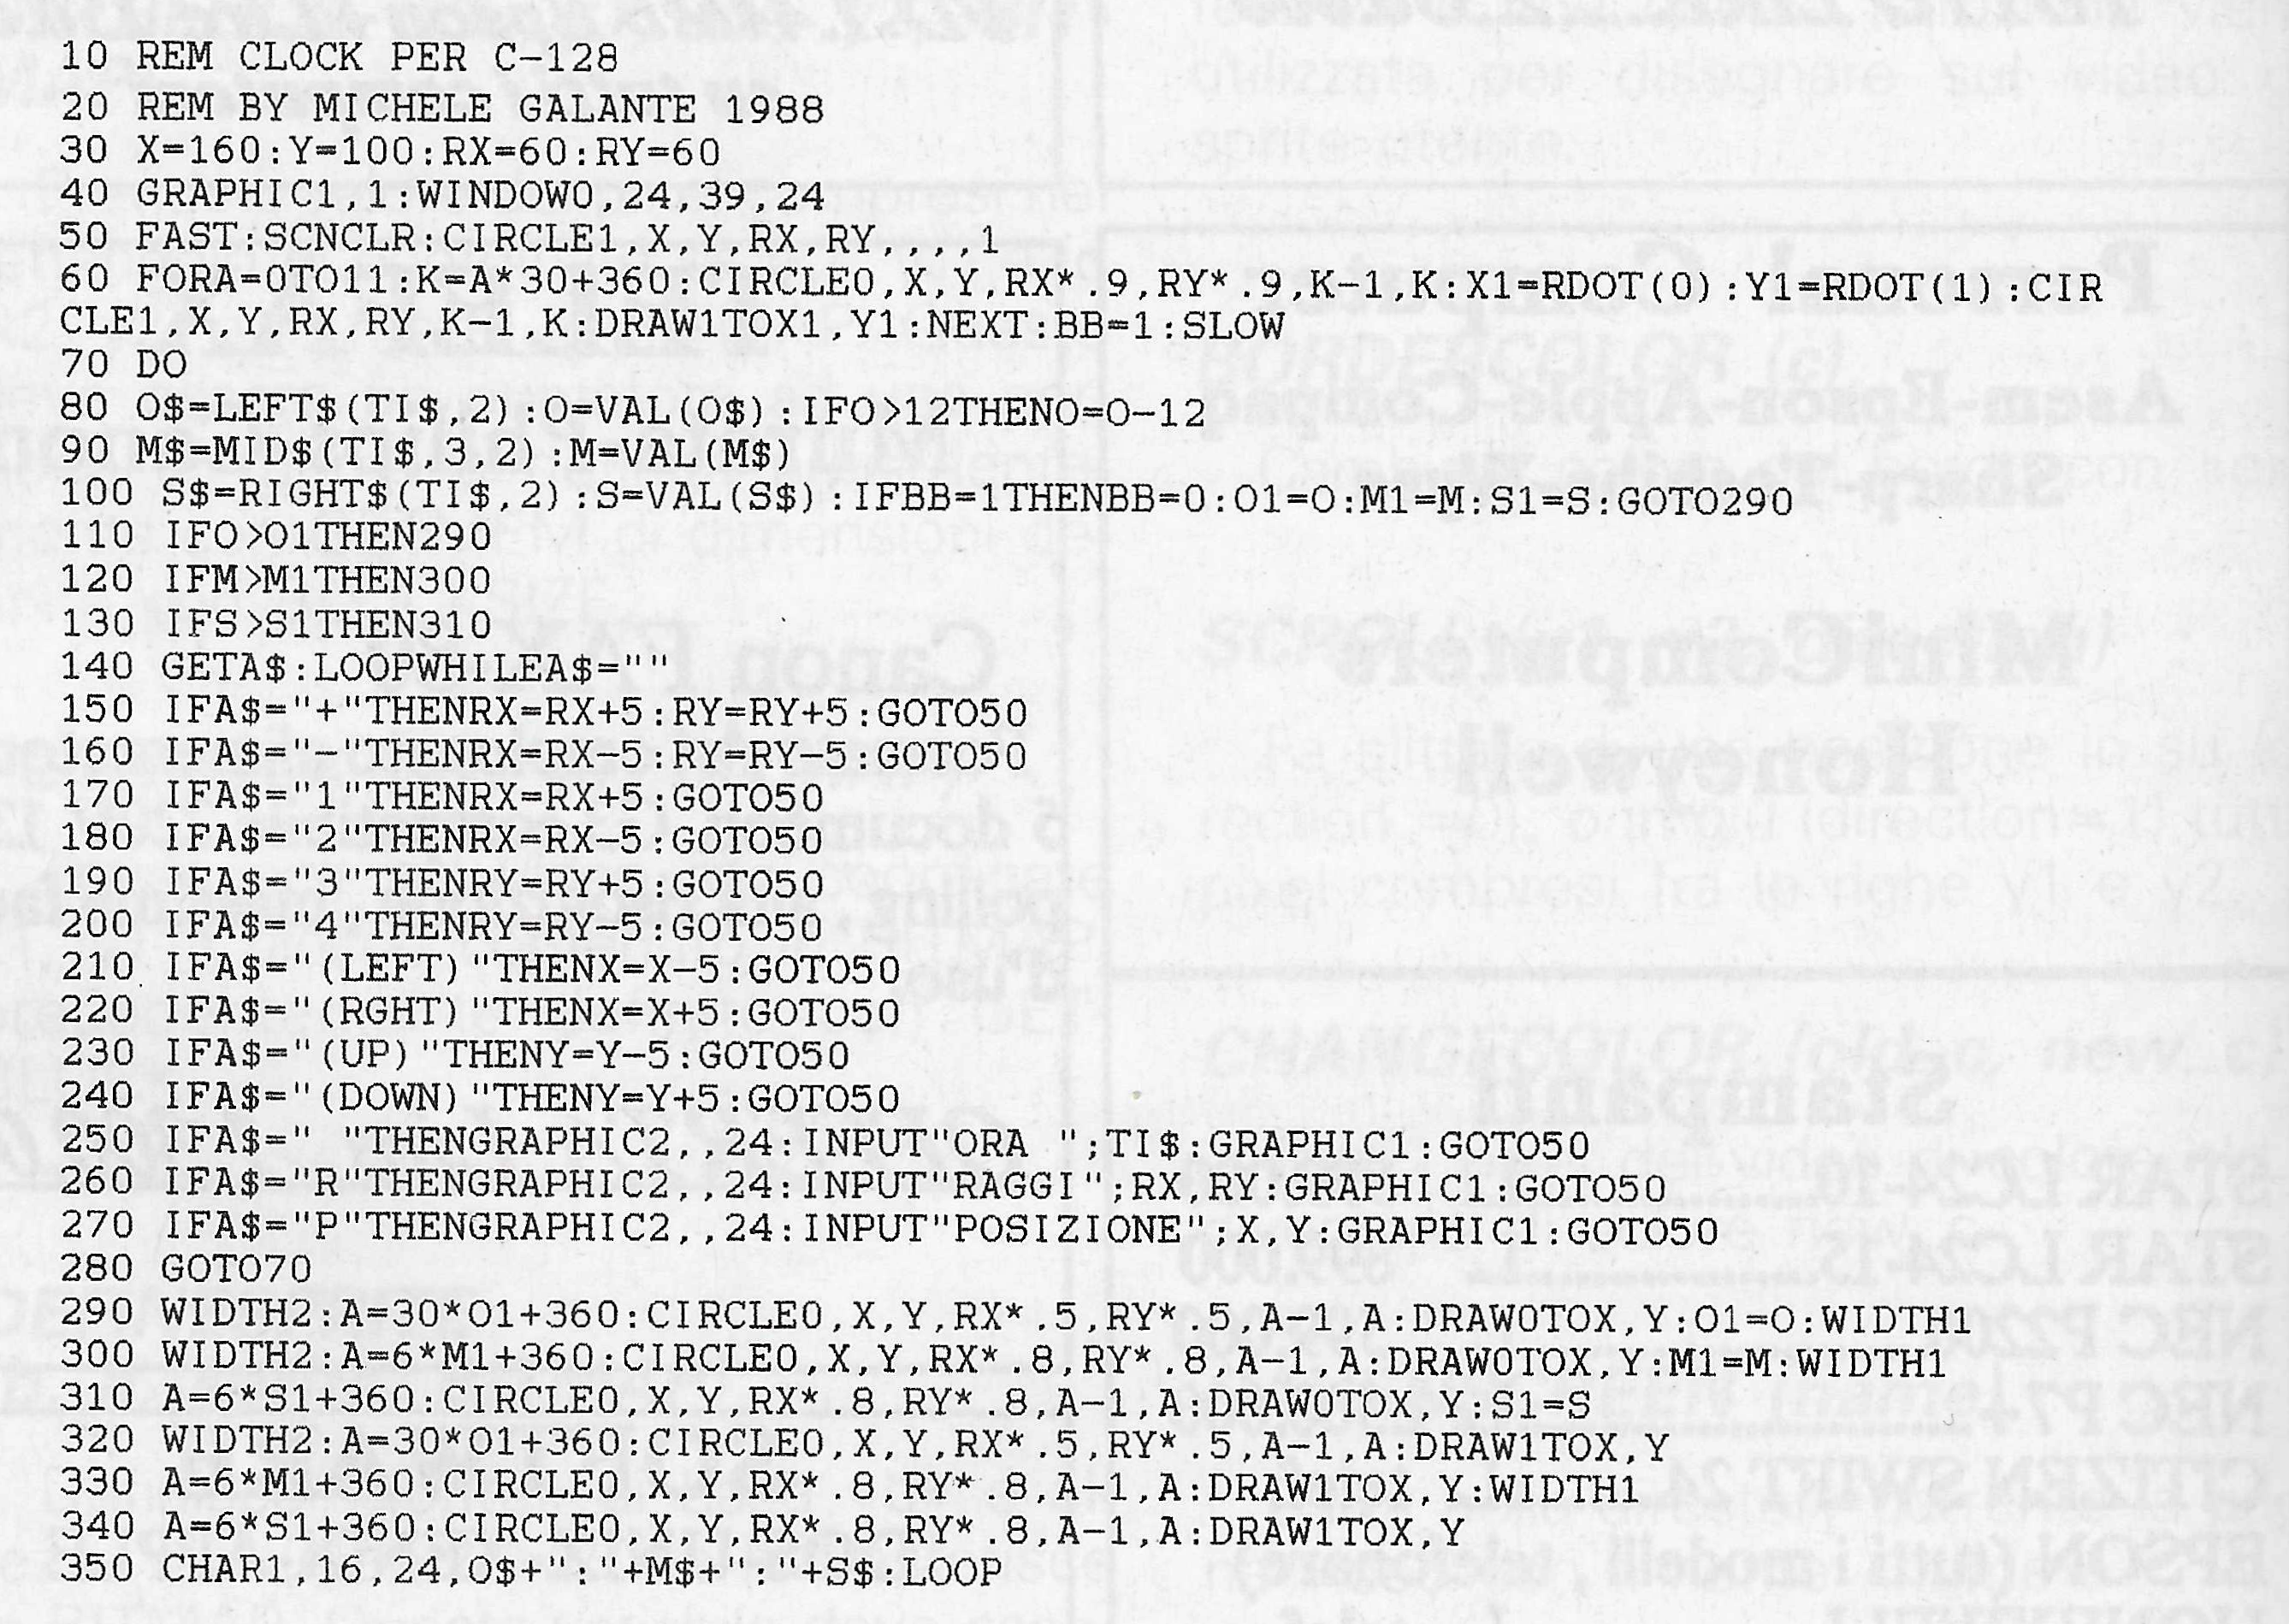 10 REM CLOCK PER C-128
20 REM BY MICHELE GALANTE 1988
30 X=160:Y=100:RX=60:RY=60
40 GRAPHIC1,1:WINDOW0,24,39,24
50 FAST:SCNCLR:CIRCLE1,X,Y,RX,RY,,,,1
60 FORA=0TO11:K=A*30+360:CIRCLE0,X,Y,RX*.9,RY*.9,K-1,K:X1=RDOT(0):Y1=RDOT(1):CIR
CLE1,X,Y,RX,RY,K-1,K:DRAW1TOX1,Y1:NEXT:BB=1:SLOW
70 DO
80 O$=LEFT$(TI$,2):O=VAL(O$):IFO>12THENO=O-12
90 M$=MID$(TI$,3,2):M=VAL(M$)
100 S$=RIGHT$(TI$,2):S=VAL(S$):IFBB=1THENBB=0:O1=O:M1=M:S1=S:GOTO290
110 IFO>O1THEN290
120 IFM>M1THEN300
130 IFS>S1THEN310
140 GETA$:LOOPWHILEA$=""
150 IFA$="+"THENRX=RX+5:RY=RY+5:GOTO50
160 IFA$="-"THENRX=RX-5:RY=RY-5:GOTO50
170 IFA$="1"THENRX=RX+5:GOTO50
180 IFA$="2"THENRX=RX-5:GOTO50
190 IFA$="3"THENRY=RY+5:GOTO50
200 IFA$="4"THENRY=RY-5:GOTO50
210 IFA$="(LEFT)"THENX=X-5:GOTO50
220 IFA$="(RGHT)"THENX=X+5:GOTO50
230 IFA$="(UP)"THENY=Y-5:GOTO50
240 IFA$="(DOWN)"THENY=Y+5:GOTO50
250 IFA$=" "THENGRAPHIC2,,24:INPUT"ORA ";TI$:GRAPHIC1:GOTO50
260 IFA$="R"THENGRAPHIC2,,24:INPUT"RAGGI";RX,RY:GRAPHIC1:GOTO50
270 IFA$="P"THENGRAPHIC2,,24:INPUT"POSIZIONE";X,Y:GRAPHIC1:GOTO50
280 GOTO70
290 WIDTH2:A=30*O1+360:CIRCLE0,X,Y,RX*.5,RY*.5,A-1,A:DRAW0TOX,Y:O1=O:WIDTH1
300 WIDTH2:A=6*M1+360:CIRCLE0,X,Y,RX*.8,RY*.8,A-1,A:DRAW0TOX,Y:M1=M:WIDTH1
310 A=6*S1+360:CIRCLE0,X,Y,RX*.8,RY*.8,A-1,A:DRAW0TOX,Y:S1=S
320 WIDTH2:A=30*O1+360:CIRCLE0,X,Y,RX*.5,RY*.5,A-1,A:DRAW1TOX,Y
330 A=6*M1+360:CIRCLE0,X,Y,RX*.8,RY*.8,A-1,A:DRAW1TOX,Y:WIDTH1
340 A=6*S1+360:CIRCLE0,X,Y,RX*.8,RY*.8,A-1,A:DRAW1TOX,Y
350 CHAR1,16,24,O$+":"+M$+":"+S$:LOOP